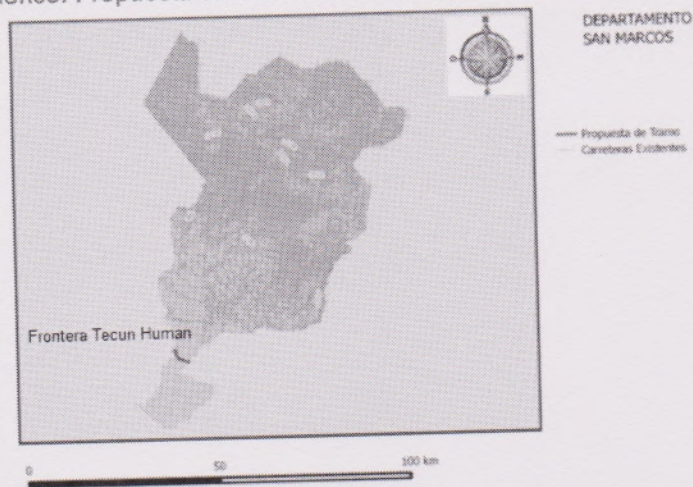 DEPARTAMENTO
SAN MARCOS
Propuesta de Tramo
Carreteras Existentes
Frontera Tecun Human
0 50 100 km